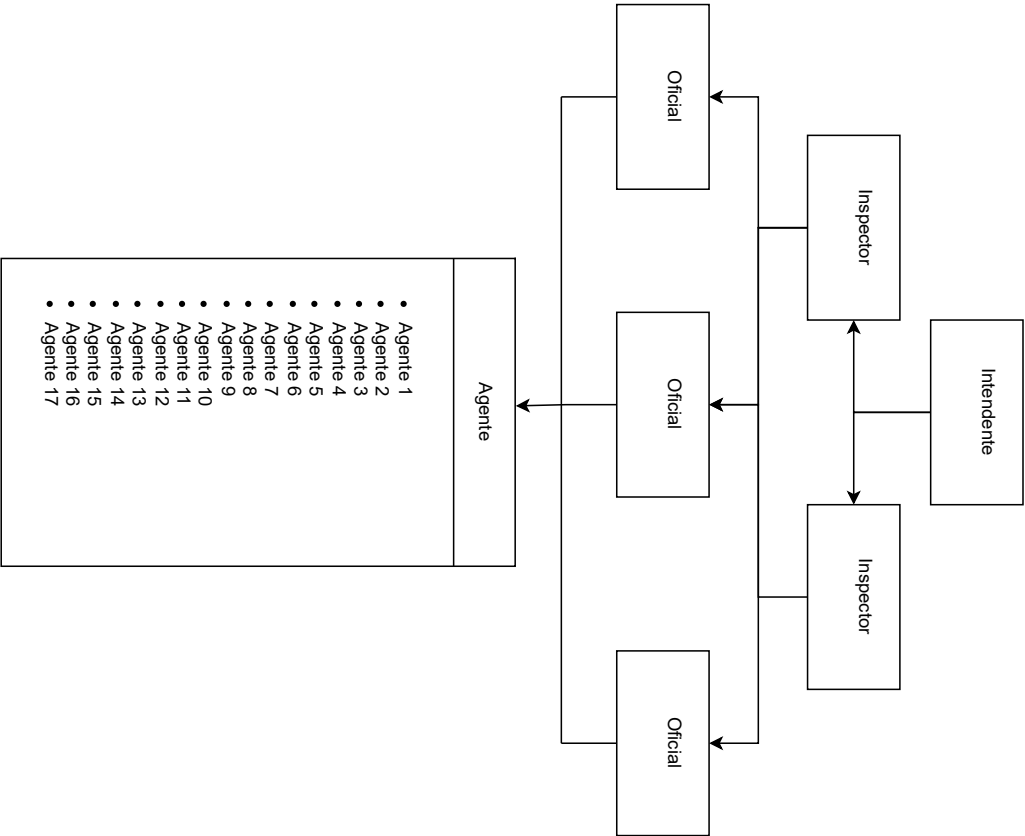 Intendente
Inspector
Inspector
Oficial
Oficial
Oficial
Agente
• Agente 1
• Agente 2
• Agente 3
• Agente 4
• Agente 5
• Agente 6
• Agente 7
• Agente 8
• Agente 9
• Agente 10
• Agente 11
• Agente 12
• Agente 13
• Agente 14
• Agente 15
• Agente 16
• Agente 17